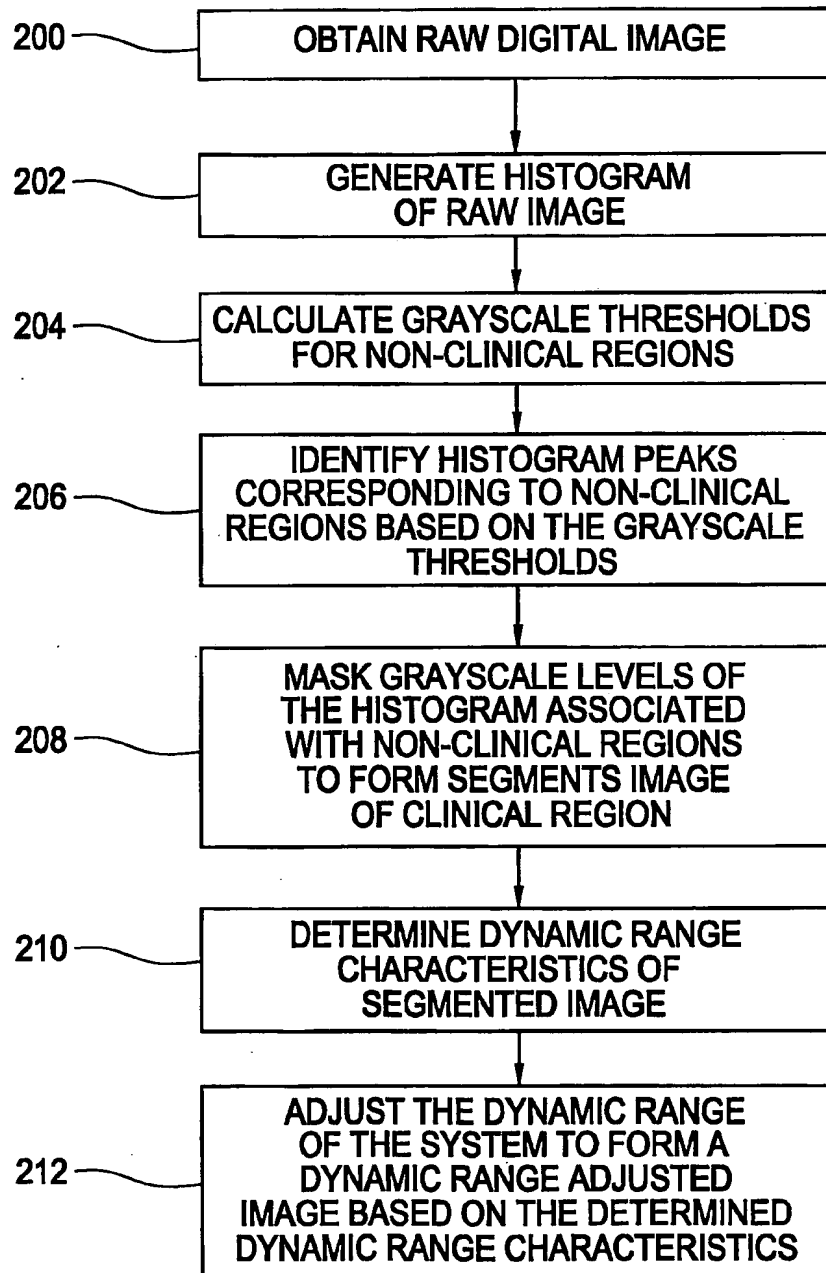 200
OBTAIN RAW DIGITAL IMAGE
202
GENERATE HISTOGRAM
OF RAW IMAGE
204
CALCULATE GRAYSCALE THRESHOLDS
FOR NON-CLINICAL REGIONS
206
IDENTIFY HISTOGRAM PEAKS
CORRESPONDING TO NON-CLINICAL
REGIONS BASED ON THE GRAYSCALE
THRESHOLDS
208
MASK GRAYSCALE LEVELS OF
THE HISTOGRAM ASSOCIATED
WITH NON-CLINICAL REGIONS
TO FORM SEGMENTS IMAGE
OF CLINICAL REGION
210
DETERMINE DYNAMIC RANGE
CHARACTERISTICS OF
SEGMENTED IMAGE
212
ADJUST THE DYNAMIC RANGE
OF THE SYSTEM TO FORM A
DYNAMIC RANGE ADJUSTED
IMAGE BASED ON THE DETERMINED
DYNAMIC RANGE CHARACTERISTICS